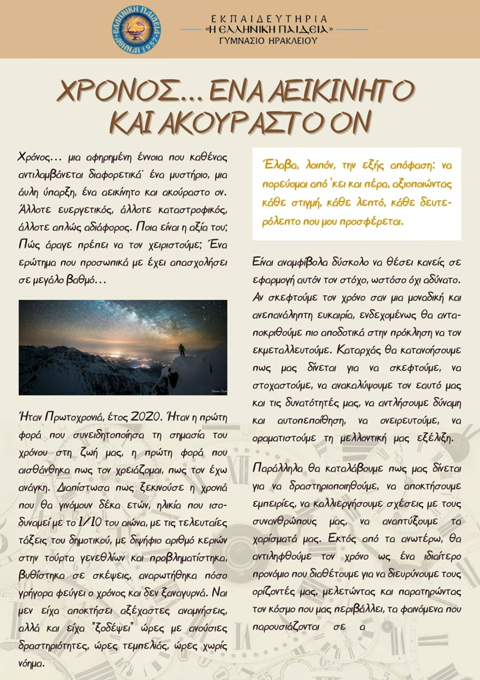 ΕΚΠΑΙΔΕΥΤΗΡΙΑ
«Η ΕΛΛΗΝΙΚΗ ΠΑΙΔΕΙΑ»
ΓΥΜΝΑΣΙΟ ΗΡΑΚΛΕΙΟΥ
ΧΡΟΝΟΣ... ΕΝΑ ΑΕΙΚΙΝΗΤΟ
ΚΑΙ ΑΚΟΥΡΑΣΤΟ ΟΝ
Χρόνος... μια αφηρημένη έννοια που καθένας
αντιλαμβάνεται διαφορετικά· ένα μυστήριο, μια
άυλη ύπαρξη, ένα αεικίνητο και ακούραστο ον.
Άλλοτε ευεργετικός, άλλοτε καταστροφικός,
άλλοτε απλώς αδιάφορος. Ποια είναι η αξία του;
Πώς άραγε πρέπει να τον χειριστούμε; Ένα
ερώτημα που προσωπικά με έχει απασχολήσει
σε μεγάλο βαθμό...
Ήταν Πρωτοχρονιά, έτος 2020. Ήταν η πρώτη
φορά που συνειδητοποίησα τη σημασία του
χρόνου στη ζωή μας, η πρώτη φορά που
αισθάνθηκα πως τον χρειάζομαι, πως τον έχω
ανάγκη. Διαπίστωσα πως ξεκινούσε η χρονιά
που θα γινόμουν δέκα ετών, ηλικία που ισο-
δυναμεί με το 1/10 του αιώνα, με τις τελευταίες
τάξεις του δημοτικού, με διψήφιο αριθμό κεριών
στην τούρτα γενεθλίων και προβληματίστηκα,
βυθίστηκα σε σκέψεις, αναρωτήθηκα πόσο
γρήγορα φεύγει ο χρόνος και δεν ξαναγυρνά. Ναι
μεν είχα αποκτήσει αξέχαστες αναμνήσεις,
αλλά και είχα "ξοδέψει" ώρες με ανούσιες
δραστηριότητες, ώρες τεμπελιάς, ώρες χωρίς
νόημα.
Έλαβα, λοιπόν, την εξής απόφαση: να
πορεύομαι από 'κει και πέρα, αξιοποιώντας
κάθε στιγμή, κάθε λεπτό, κάθε δευτε-
ρόλεπτο που μου προσφέρεται.
Είναι αναμφίβολα δύσκολο να θέσει κανείς σε
εφαρμογή αυτόν τον στόχο, ωστόσο όχι αδύνατο.
Αν σκεφτούμε τον χρόνο σαν μια μοναδική και
ανεπανάληπτη ευκαιρία, ενδεχομένως θα αντα-
ποκριθούμε πιο αποδοτικά στην πρόκληση να τον
εκμεταλλευτούμε. Καταρχάς θα κατανοήσουμε
πως μας δίνεται για να σκεφτούμε, να
στοχαστούμε, να ανακαλύψουμε τον εαυτό μας
και τις δυνατότητές μας, να αντλήσουμε δύναμη
και αυτοπεποίθηση, να ονειρευτούμε, να
οραματιστούμε τη μελλοντική μας εξέλιξη.
Παράλληλα θα καταλάβουμε πως μας δίνεται
για να δραστηριοποιηθούμε, να αποκτήσουμε
εμπειρίες, να καλλιεργήσουμε σχέσεις με τους
συνανθρώπους μας, να αναπτύξουμε τα
χαρίσματά μας. Εκτός από τα ανωτέρω, θα
αντιληφθούμε τον χρόνο ως ένα ιδιαίτερο
προνόμιο που διαθέτουμε για να διευρύνουμε τους
ορίζοντές μας, μελετώντας και παρατηρώντας
τον κόσμο που μας περιβάλλει, τα φαινόμενα που
παρουσιάζονται σε α